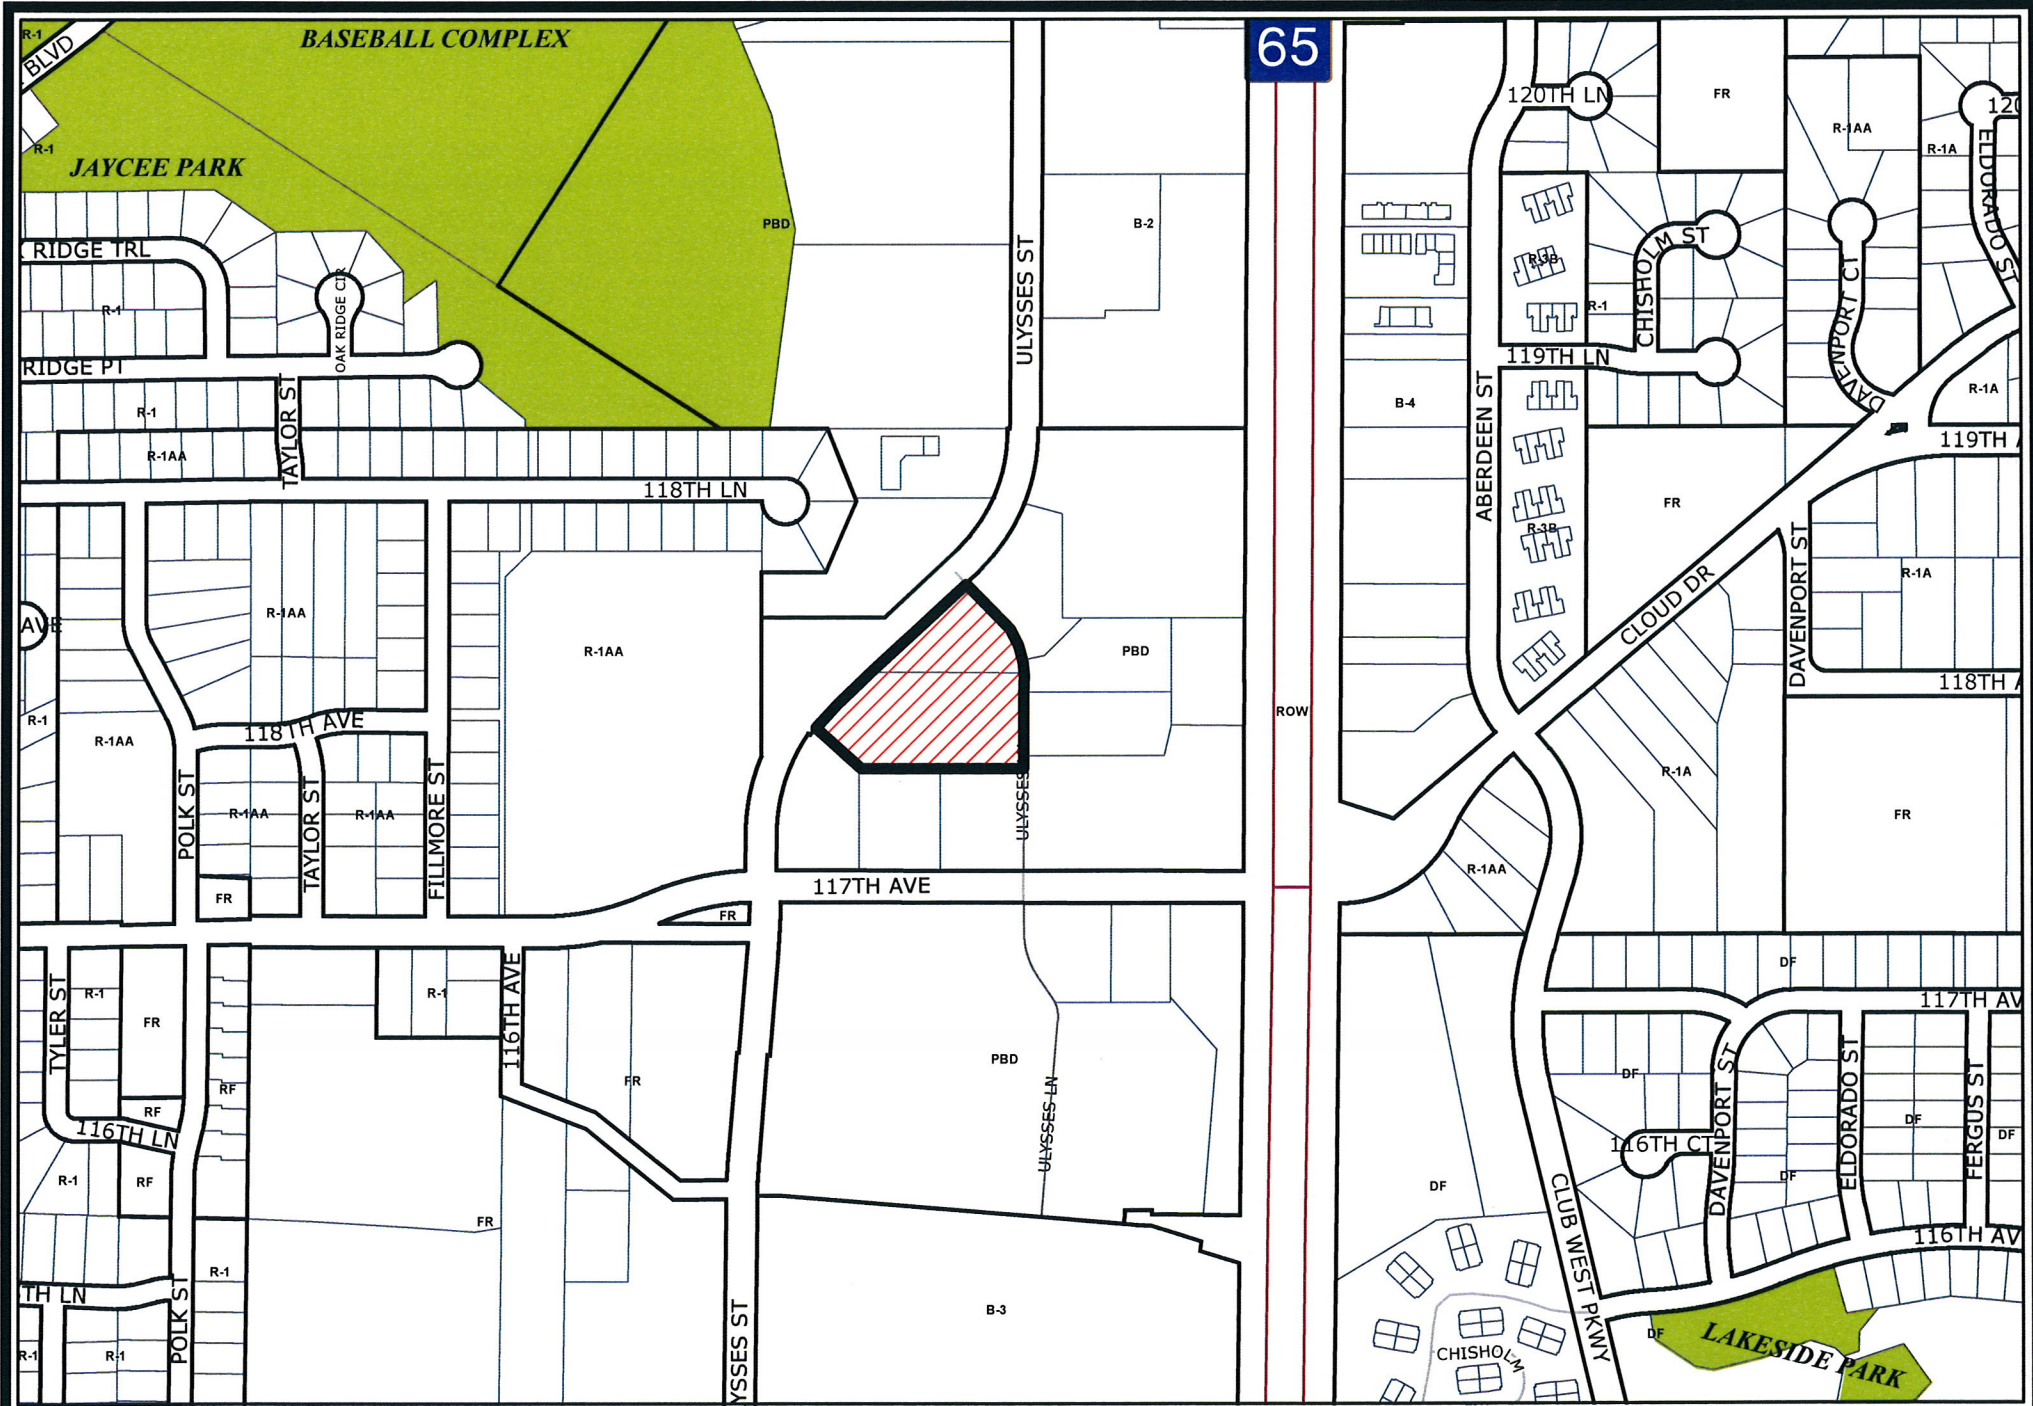 R-1
BASEBALL COMPLEX
65
BLVD
120TH LN
FR
R-1AA
R-1A
ELDORADO ST
R-1
JAYCEE PARK
PBD
B-2
RIDGE TRL
OAK RIDGE CIR
R-1
ULYSSES ST
R-3B
R-1
CHISHOLM ST
DAVENPORT CT
RIDGE PT
119TH LN
R-1
TAYLOR ST
B-4
ABERDEEN ST
DAVENPORT
R-1A
119TH
R-1AA
118TH LN
FR
R-3B
R-1A
R-1AA
CLOUD DR
DAVENPORT ST
AVE
R-1AA
PBD
118TH
R-1
R-1AA
118TH AVE
ROW
R-1A
POLK ST
R-1AA
TAYLOR ST
R-1AA
FILLMORE ST
ULYSSES
FR
R-1AA
117TH AVE
FR
FR
DF
TYLER ST
R-1
FR
R-1
116TH AVE
117TH AV
RF
FR
PBD
ULYSSES LN
DF
DAVENPORT ST
ELDORADO ST
DF
FERGUS ST
DF
RF
116TH LN
116TH CT
R-1
RF
DF
DF
FR
CLUB WEST PKWY
116TH AV
R-1
TH LN
POLK ST
YSSES ST
B-3
R-1
R-1
CHISHOLM
DF
LAKESIDE PARK